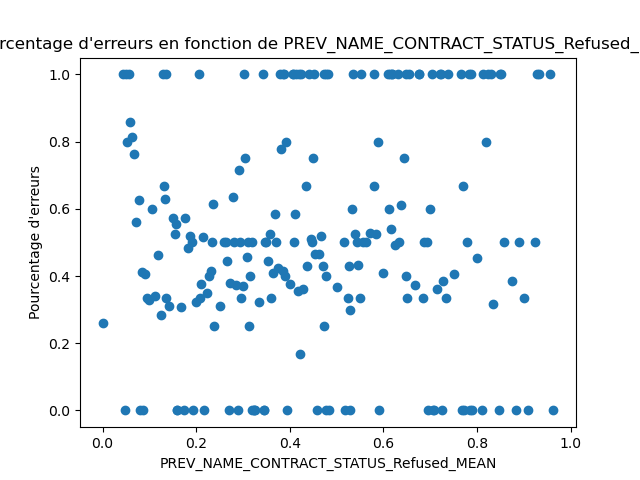 rcentage d'erreurs en fonction de PREV_NAME_CONTRACT_STATUS_Refused_
1.0
0.8
0.6
0.4
0.2
0.0
Pourcentage d'erreurs
0.0 0.2 0.4 0.6 0.8 1.0
PREV_NAME_CONTRACT_STATUS_Refused_MEAN